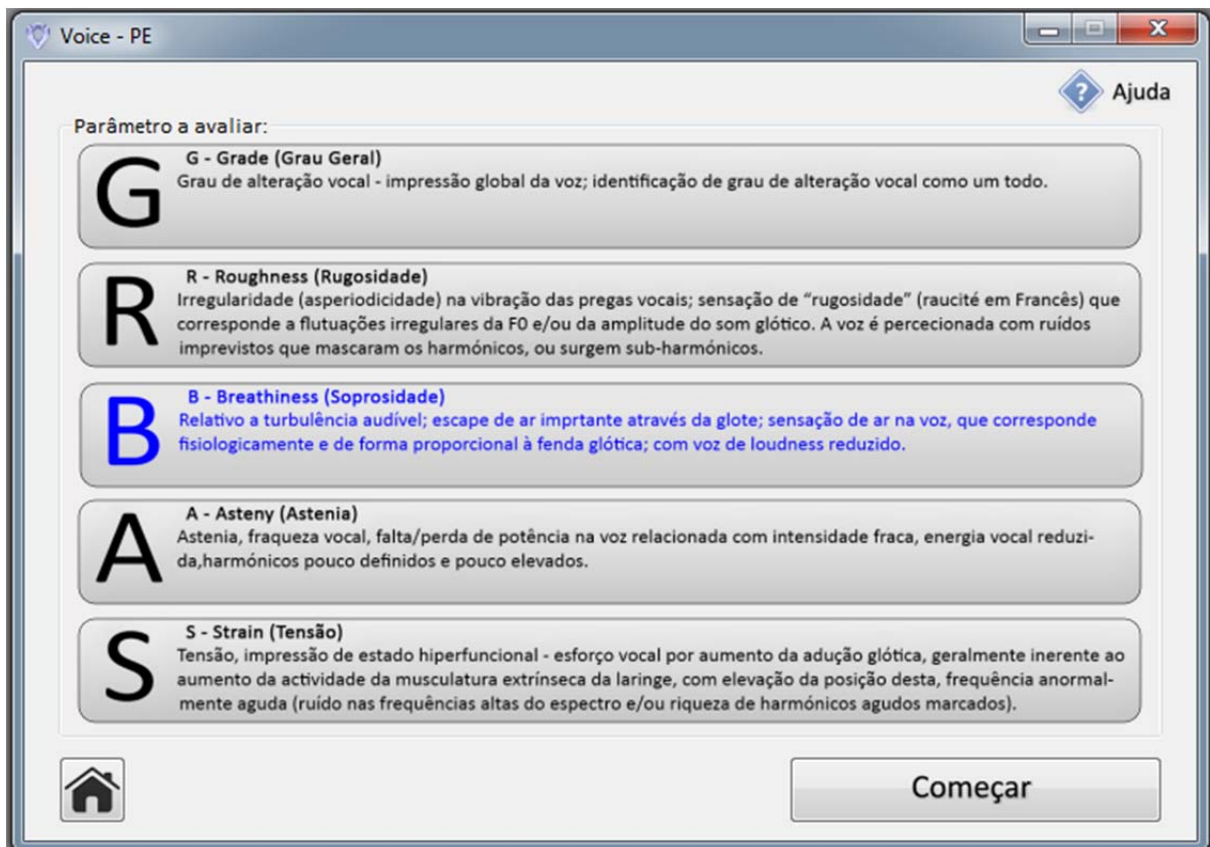 Voice - PE
Ajuda
Parâmetro a avaliar:
G
G - Grade (Grau Geral)
Grau de alteração vocal - impressão global da voz; identificação de grau de alteração vocal como um todo.
R
R - Roughness (Rugosidade)
Irregularidade (asperiodicidade) na vibração das pregas vocais; sensação de “rugosidade” (raucité em Francês) que
corresponde a flutuações irregulares da F0 e/ou da amplitude do som glótico. A voz é percecionada com ruídos
imprevistos que mascaram os harmónicos, ou surgem sub-harmónicos.
B
B - Breathiness (Soprosidade)
Relativo a turbulência audível; escape de ar imprtante através da glote; sensação de ar na voz, que corresponde
fisiologicamente e de forma proporcional à fenda glótica; com voz de loudness reduzido.
A
A - Asteny (Astenia)
Astenia, fraqueza vocal, falta/perda de potência na voz relacionada com intensidade fraca, energia vocal reduzi-
da,harmónicos pouco definidos e pouco elevados.
S
S - Strain (Tensão)
Tensão, impressão de estado hiperfuncional - esforço vocal por aumento da adução glótica, geralmente inerente ao
aumento da actividade da musculatura extrínseca da laringe, com elevação da posição desta, frequência anormal-
mente aguda (ruído nas frequências altas do espectro e/ou riqueza de harmónicos agudos marcados).
Começar